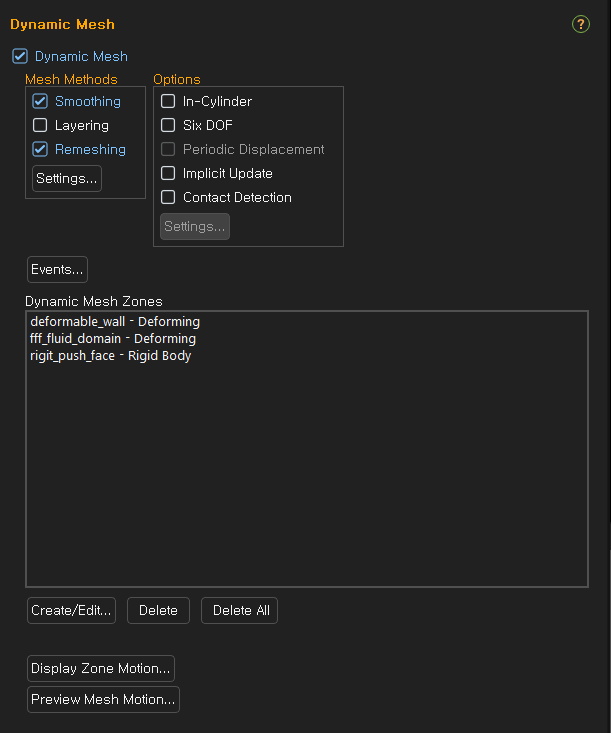 Dynamic Mesh
?
Dynamic Mesh
Mesh Methods
Smoothing
Layering
Remeshing
Settings...
Options
In-Cylinder
Six DOF
Periodic Displacement
Implicit Update
Contact Detection
Settings...
Events...
Dynamic Mesh Zones
deformable_wall - Deforming
fff_fluid_domain - Deforming
rigit_push_face - Rigid Body
Create/Edit... Delete Delete All
Display Zone Motion...
Preview Mesh Motion...